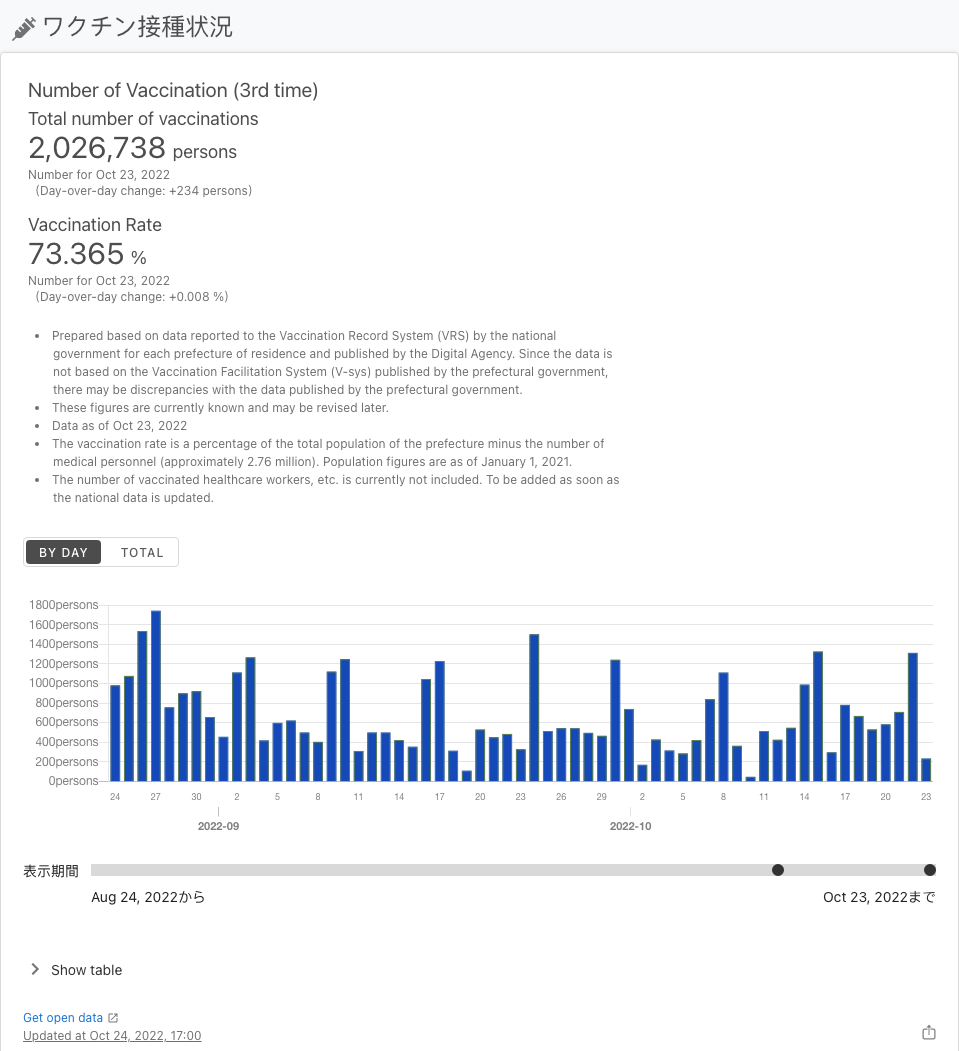 ワクチン接種状況
Number of Vaccination (3rd time)
Total number of vaccinations
2,026,738 persons
Number for Oct 23, 2022
(Day-over-day change: +234 persons)
Vaccination Rate
73.365 %
Number for Oct 23, 2022
(Day-over-day change: +0.008 %)
• Prepared based on data reported to the Vaccination Record System (VRS) by the national
government for each prefecture of residence and published by the Digital Agency. Since the data is
not based on the Vaccination Facilitation System (V-sys) published by the prefectural government,
there may be discrepancies with the data published by the prefectural government.
• These figures are currently known and may be revised later.
• Data as of Oct 23, 2022
• The vaccination rate is a percentage of the total population of the prefecture minus the number of
medical personnel (approximately 2.76 million). Population figures are as of January 1, 2021.
• The number of vaccinated healthcare workers, etc. is currently not included. To be added as soon as
the national data is updated.
BY DAY TOTAL
1800persons
1600persons
1400persons
1200persons
1000persons
800persons
600persons
400persons
200persons
0persons
24 27 30 2 5 8 11 14 17 20 23 26 29 2 5 8 11 14 17 20 23
2022-09 2022-10
表示期間
Aug 24, 2022から Oct 23, 2022まで
Show table
Get open data
Updated at Oct 24, 2022, 17:00